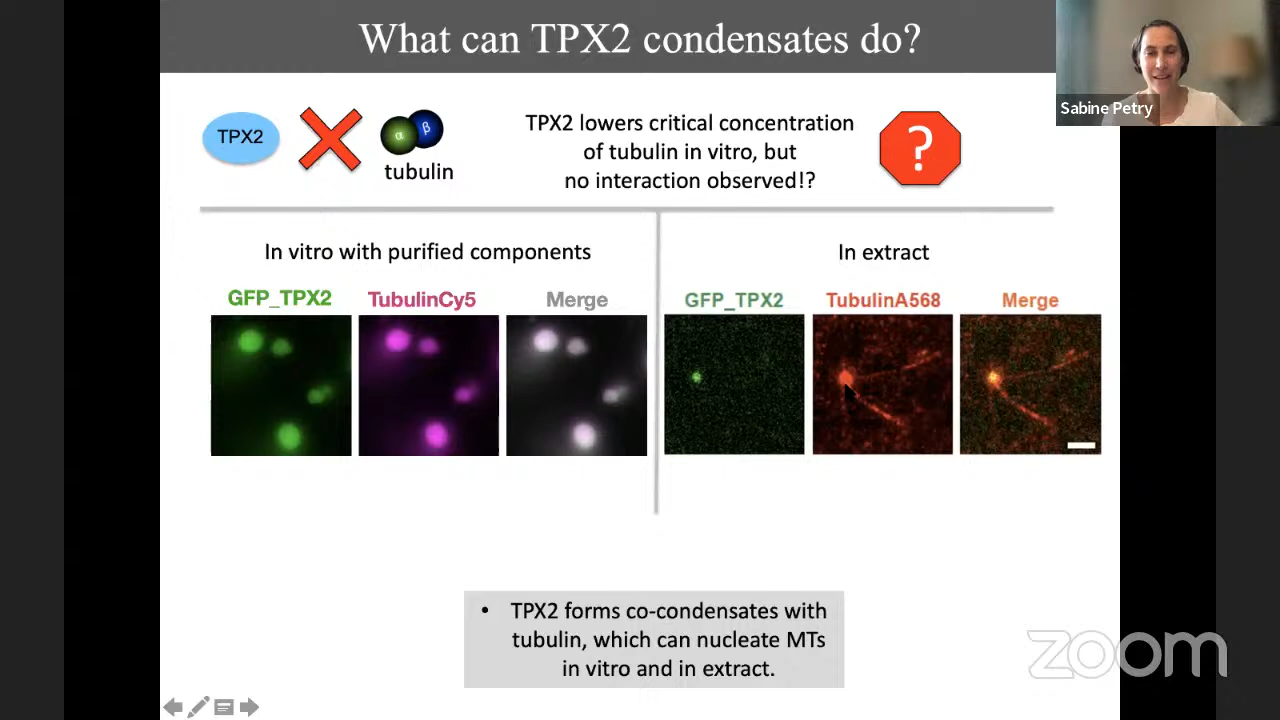 What can TPX2 condensates do?
Sabine Petry
TPX2
α
β
tubulin
TPX2 lowers critical concentration
of tubulin in vitro, but
no interaction observed!?
?
In vitro with purified components
In extract
GFP_TPX2
TubulinCy5
Merge
GFP_TPX2
TubulinA568
Merge
• TPX2 forms co-condensates with
tubulin, which can nucleate MTs
in vitro and in extract.
zoom